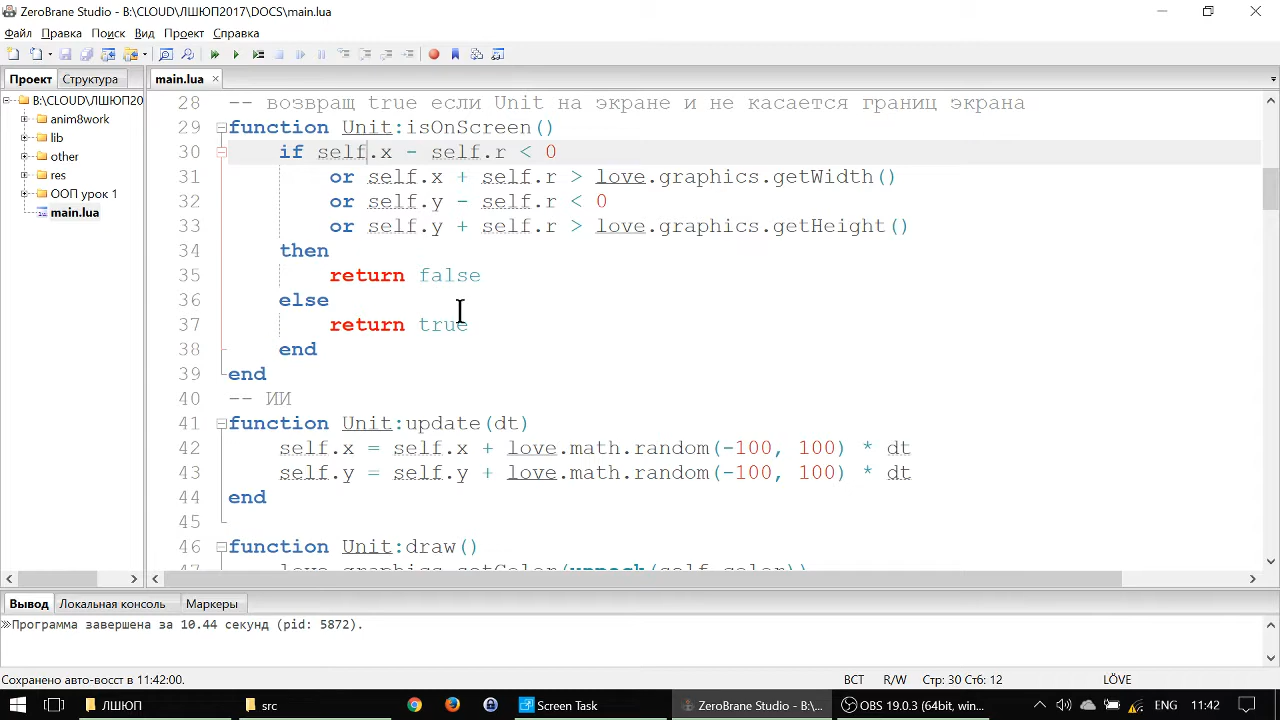 ZeroBrane Studio - B:\CLOUD\ЛШЮП2017\DOCS\main.lua
Файл Правка Поиск Вид Проект Справка
Проект Структура
main.lua
B:\CLOUD\ЛШЮП20
anim8work
lib
other
res
ООП урок 1
main.lua
28 -- возвращ true если Unit на экране и не касается границ экрана
29 function Unit:isOnScreen()
30 if self.x - self.r < 0
31 or self.x + self.r > love.graphics.getWidth()
32 or self.y - self.r < 0
33 or self.y + self.r > love.graphics.getHeight()
34 then
35 return false
36 else
37 return true
38 end
39 end
40 -- ИИ
41 function Unit:update(dt)
42 self.x = self.x + love.math.random(-100, 100) * dt
43 self.y = self.y + love.math.random(-100, 100) * dt
44 end
45
46 function Unit:draw()
47 love.graphics.setColor(unpack(self.color))
Вывод Локальная консоль Маркеры
Программа завершена за 10.44 секунд (pid: 5872).
Сохранено авто-восст в 11:42:00. ВСТ R/W Стр: 30 Стб: 12 LÖVE
ЛШЮП src Screen Task ZeroBrane Studio - B:\... OBS 19.0.3 (64bit, win... ENG 11:42